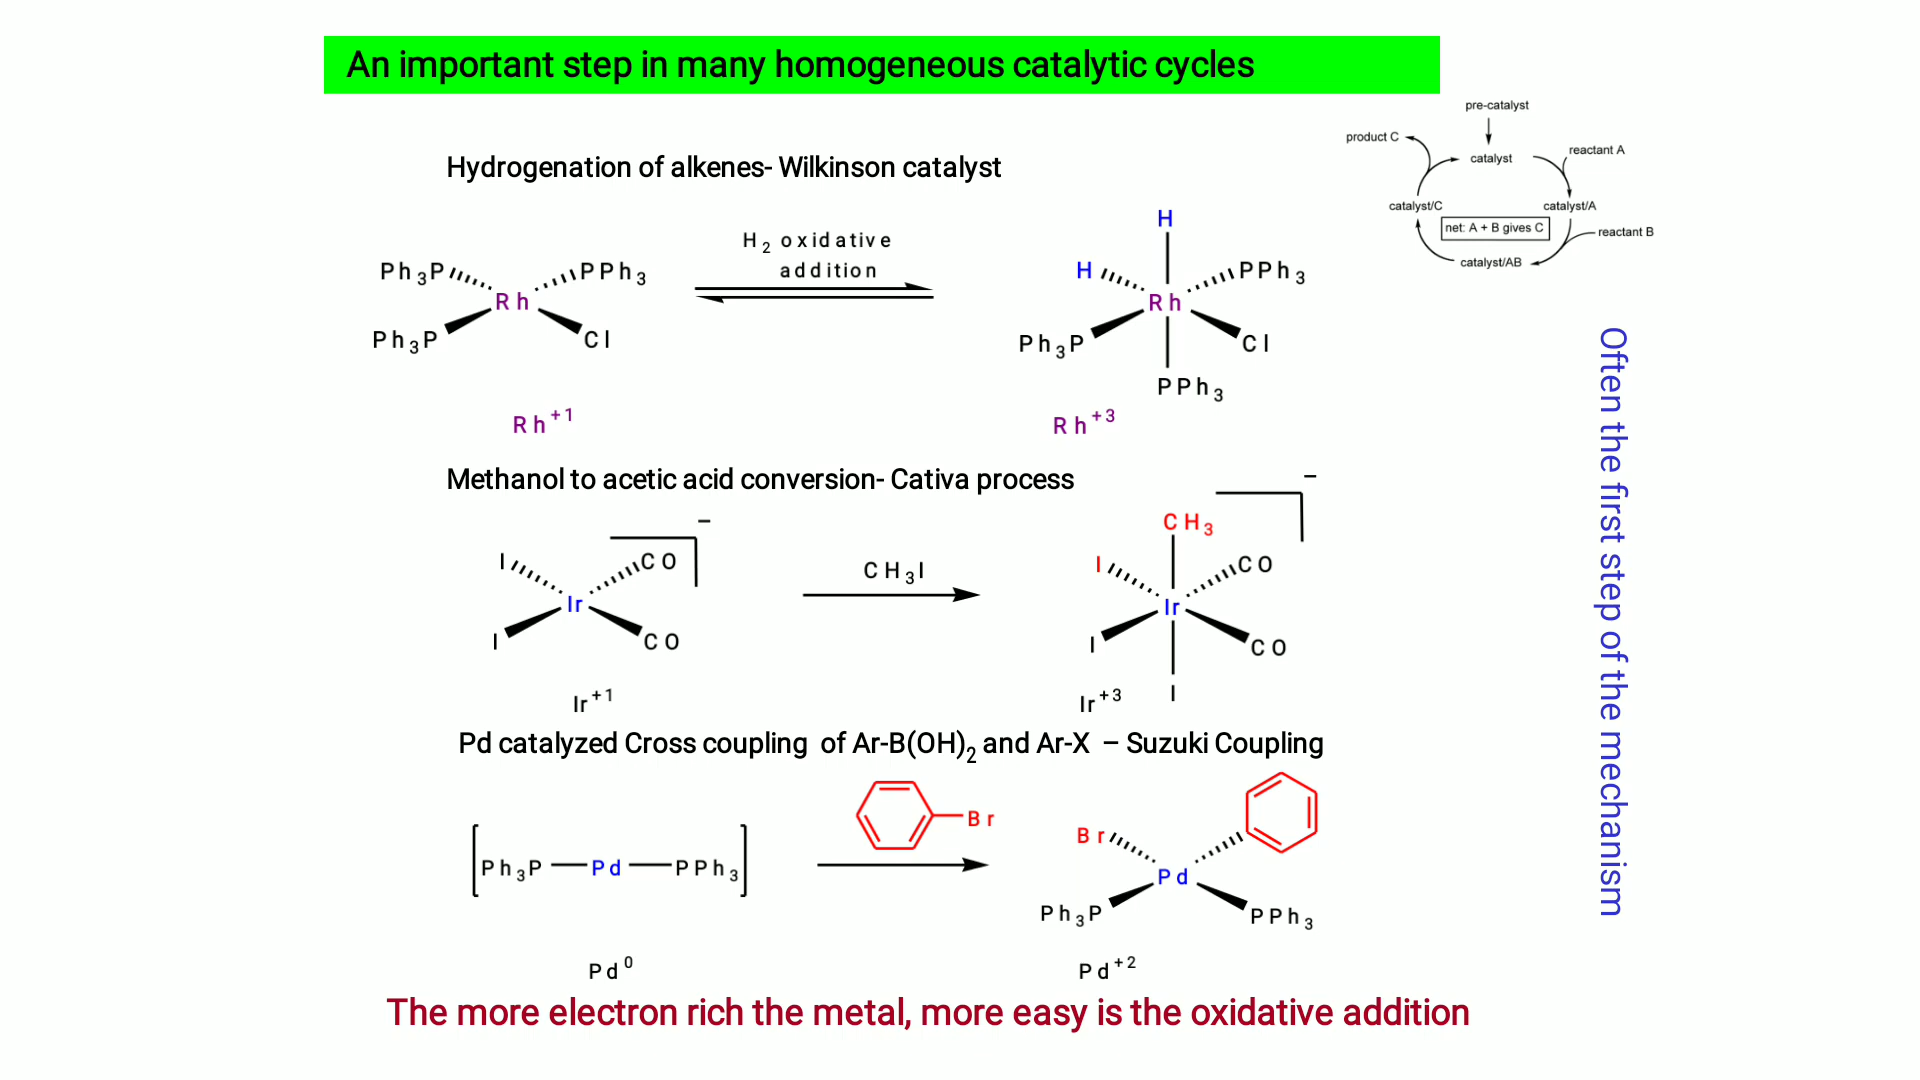 An important step in many homogeneous catalytic cycles
pre-catalyst
product C
catalyst
reactant A
catalyst/C
catalyst/A
net: A + B gives C
reactant B
catalyst/AB
Hydrogenation of alkenes- Wilkinson catalyst
Ph3P
PPh3
Rh
Ph3P
Cl
H2 oxidative
addition
H
H
PPh3
Rh
Ph3P
Cl
PPh3
Rh+1
Rh+3
Methanol to acetic acid conversion- Cativa process
I
CO
–
Ir
I
CO
CH3I
CH3
–
I
CO
Ir
I
CO
I
Ir+1
Ir+3
Pd catalyzed Cross coupling of Ar-B(OH)2 and Ar-X – Suzuki Coupling
[Ph3P — Pd — PPh3]
Br
Br
Pd
Ph3P
PPh3
Pd0
Pd+2
The more electron rich the metal, more easy is the oxidative addition
Often the first step of the mechanism